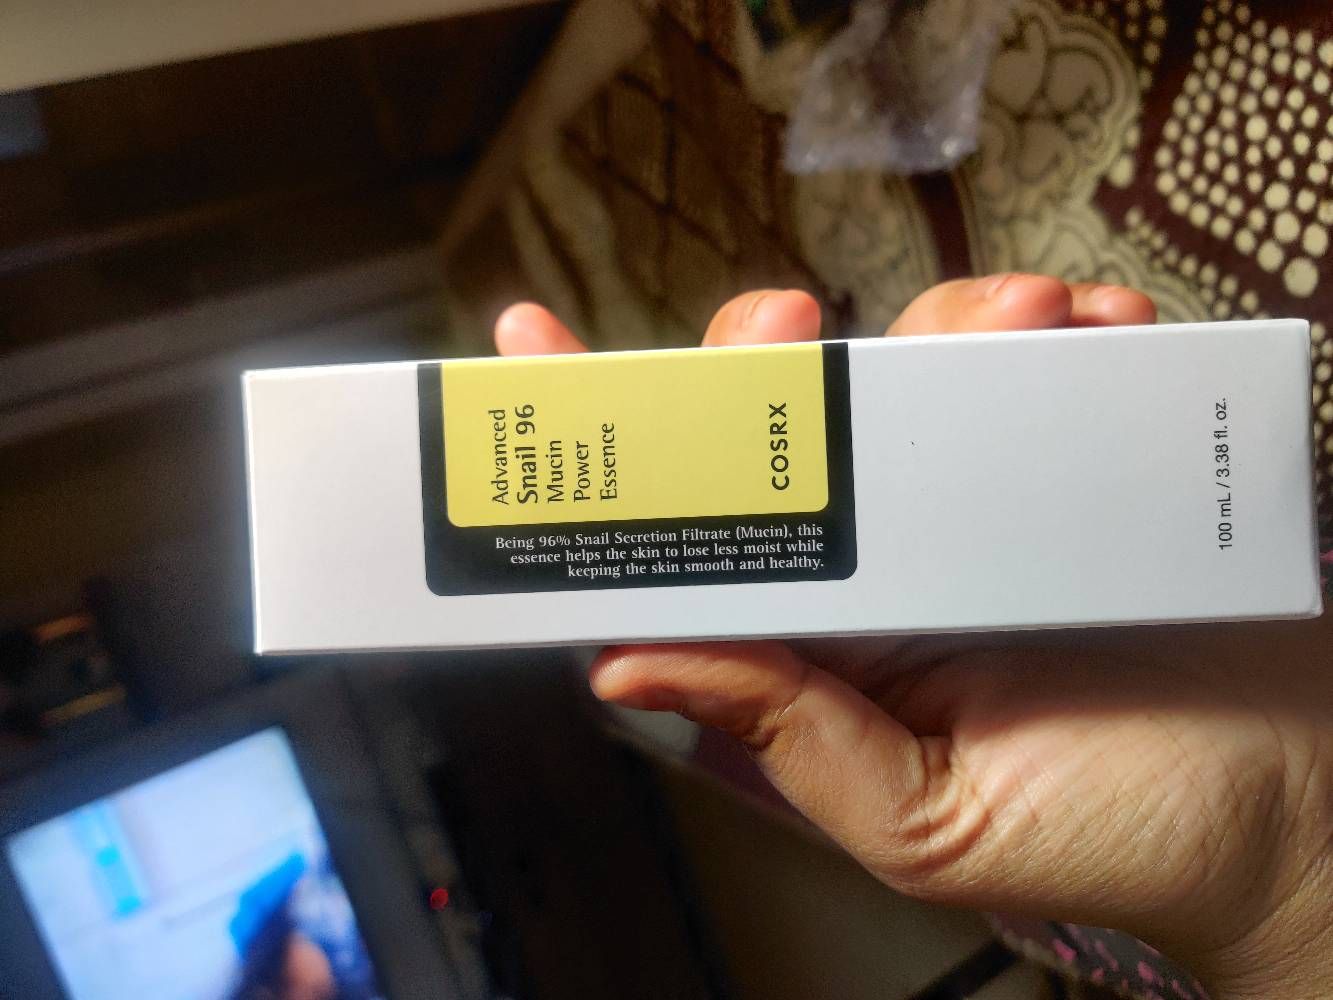 Advanced
Snail 96
Mucin
Power
Essence
COSRX
Being 96% Snail Secretion Filtrate (Mucin), this
essence helps the skin to lose less moist while
keeping the skin smooth and healthy.
100 mL / 3.38 fl. oz.